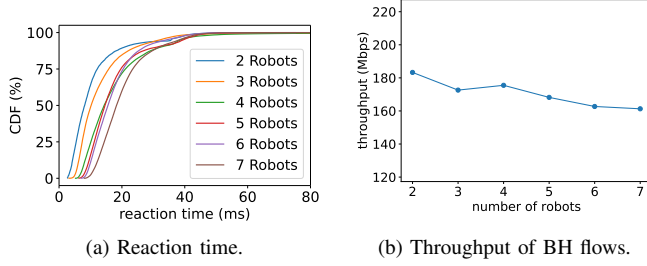 100
75
50
25
0
CDF (%)
2 Robots
3 Robots
4 Robots
5 Robots
6 Robots
7 Robots
0 20 40 60 80
reaction time (ms)
(a) Reaction time.
220
200
180
160
140
120
throughput (Mbps)
2 3 4 5 6 7
number of robots
(b) Throughput of BH flows.